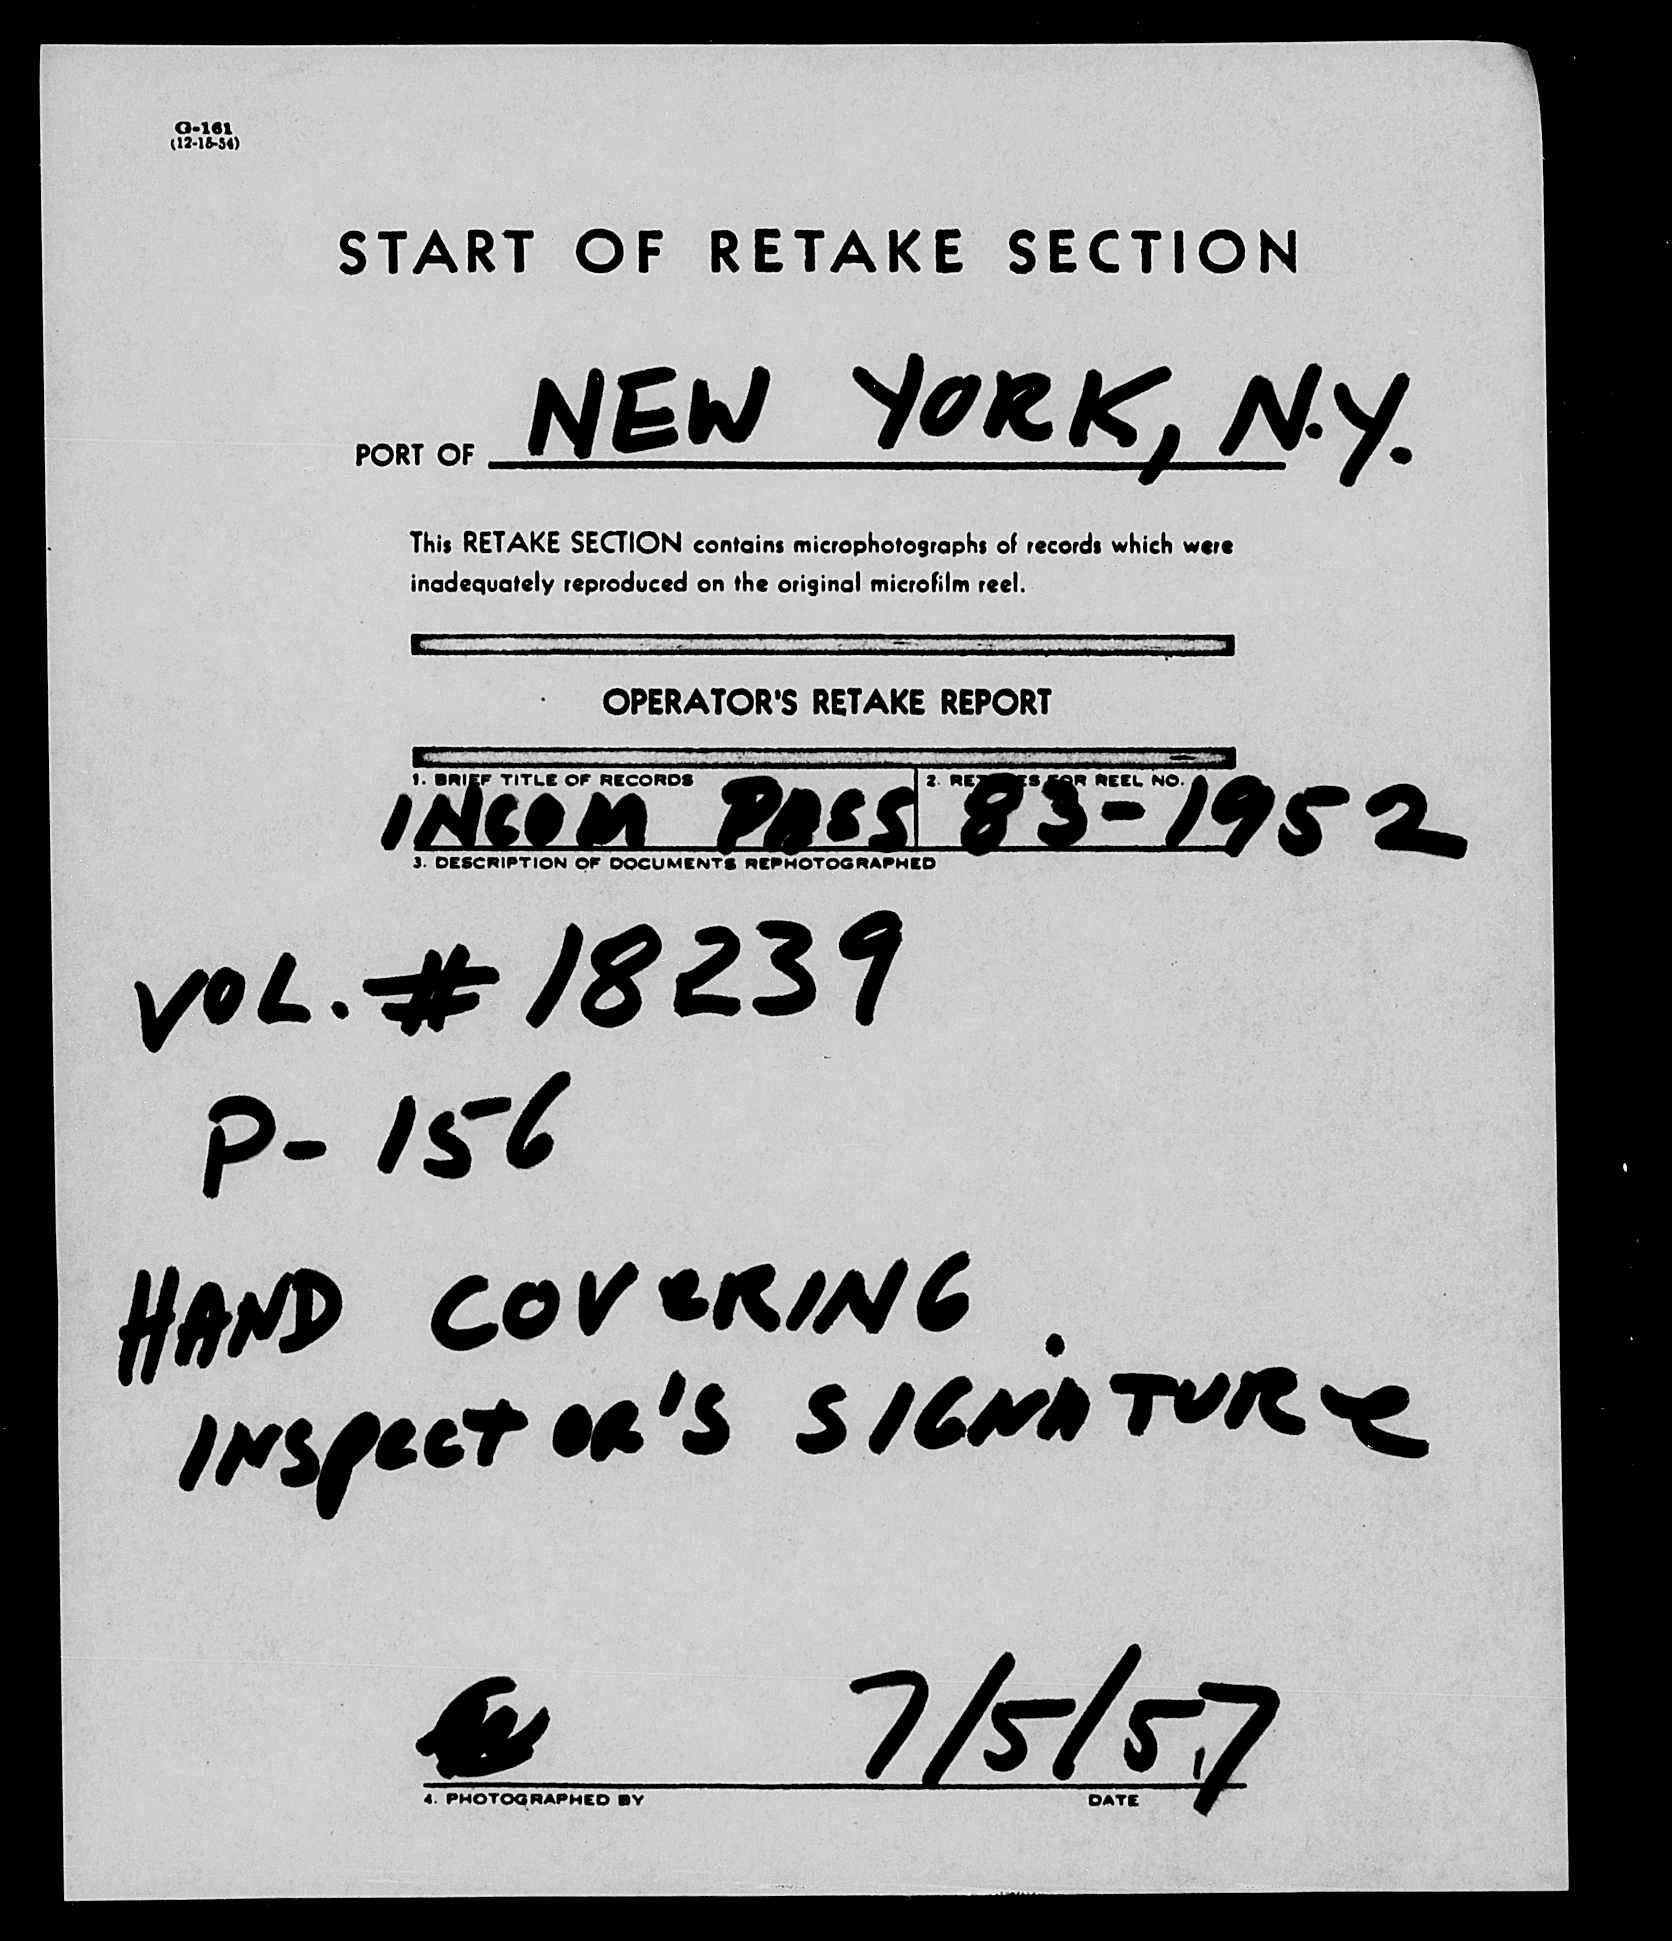 G-161
(12-15-54)
START OF RETAKE SECTION
PORT OF NEW YORK, N.Y.
This RETAKE SECTION contains microphotographs of records which were
inadequately reproduced on the original microfilm reel.
OPERATOR'S RETAKE REPORT
1. BRIEF TITLE OF RECORDS 2. RETAKES FOR REEL NO.
INCOM PASS 83-1952
3. DESCRIPTION OF DOCUMENTS REPHOTOGRAPHED
VOL. # 18239
P- 156
HAND COVERING
INSPECTOR'S SIGNATURE
7/5/57
4. PHOTOGRAPHED BY DATE